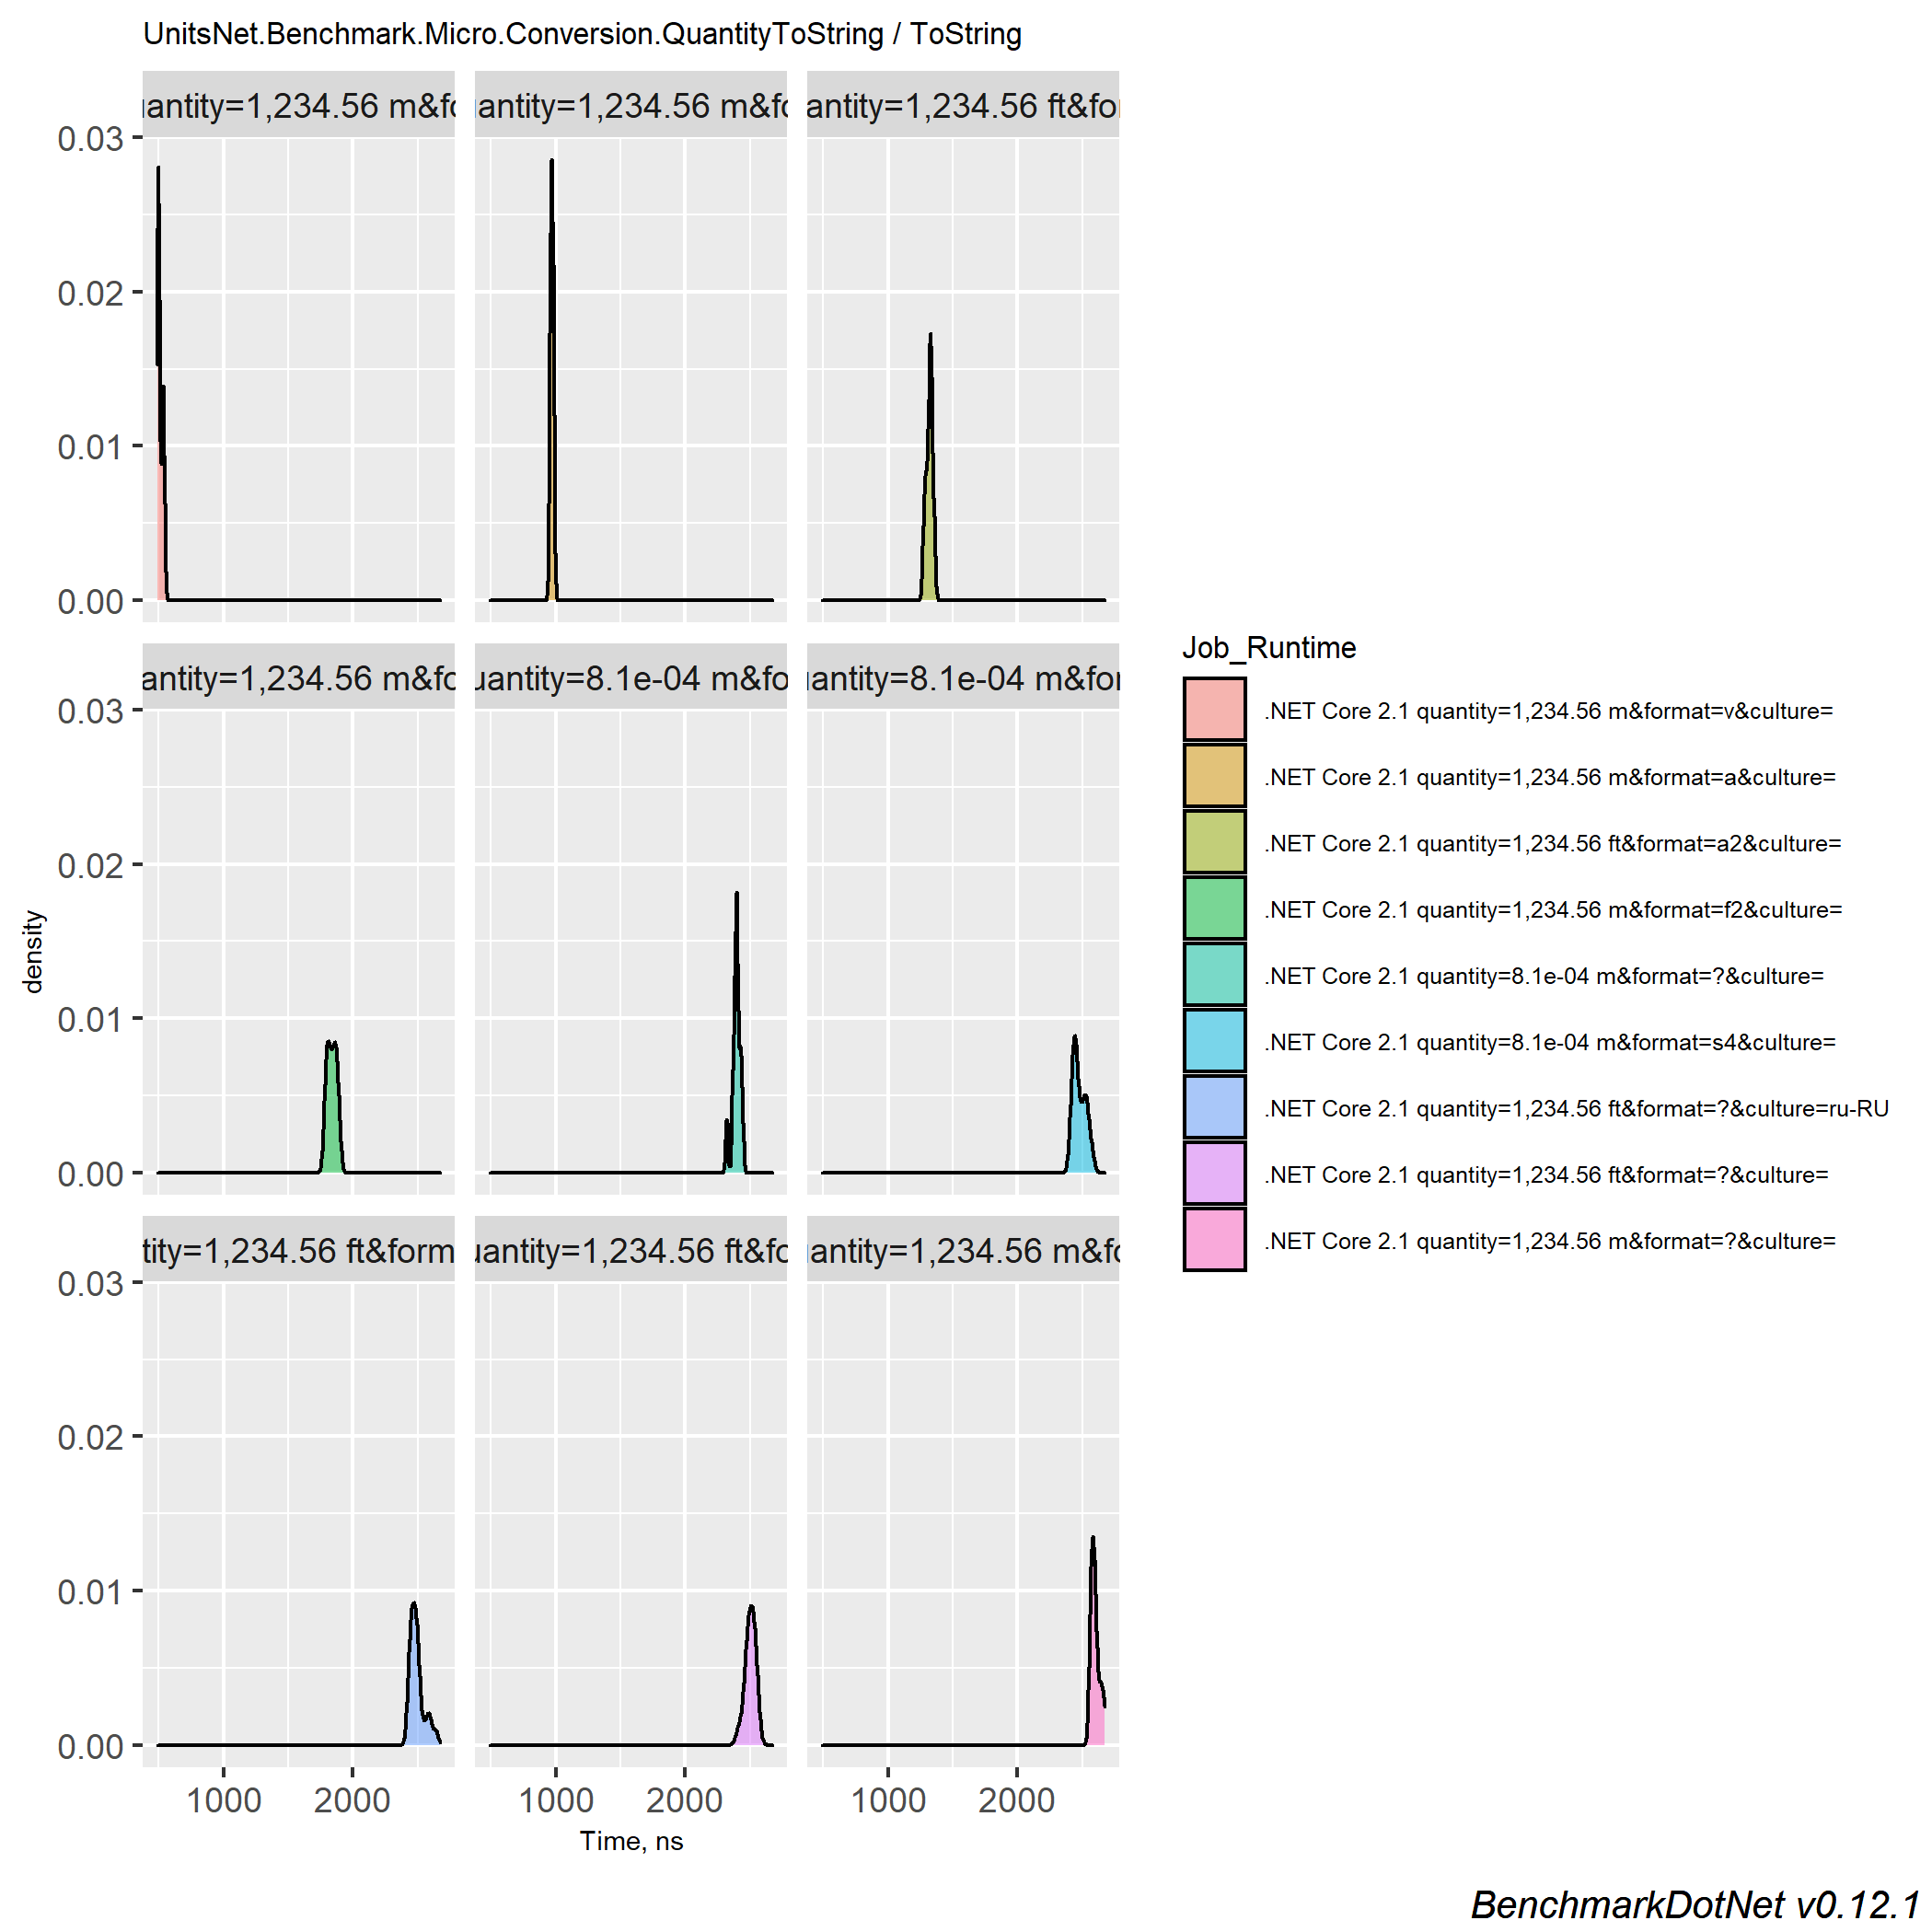 UnitsNet.Benchmark.Micro.Conversion.QuantityToString / ToString
uantity=1,234.56 m&fo
uantity=1,234.56 m&fo
antity=1,234.56 ft&for
0.03
0.02
0.01
0.00
antity=1,234.56 m&fo
uantity=8.1e-04 m&fo
uantity=8.1e-04 m&for
0.03
0.02
0.01
0.00
tity=1,234.56 ft&form
uantity=1,234.56 ft&fo
uantity=1,234.56 m&fo
0.03
0.02
0.01
0.00
1000 2000
1000 2000
1000 2000
Time, ns
density
Job_Runtime
.NET Core 2.1 quantity=1,234.56 m&format=v&culture=
.NET Core 2.1 quantity=1,234.56 m&format=a&culture=
.NET Core 2.1 quantity=1,234.56 ft&format=a2&culture=
.NET Core 2.1 quantity=1,234.56 m&format=f2&culture=
.NET Core 2.1 quantity=8.1e-04 m&format=?&culture=
.NET Core 2.1 quantity=8.1e-04 m&format=s4&culture=
.NET Core 2.1 quantity=1,234.56 ft&format=?&culture=ru-RU
.NET Core 2.1 quantity=1,234.56 ft&format=?&culture=
.NET Core 2.1 quantity=1,234.56 m&format=?&culture=
BenchmarkDotNet v0.12.1